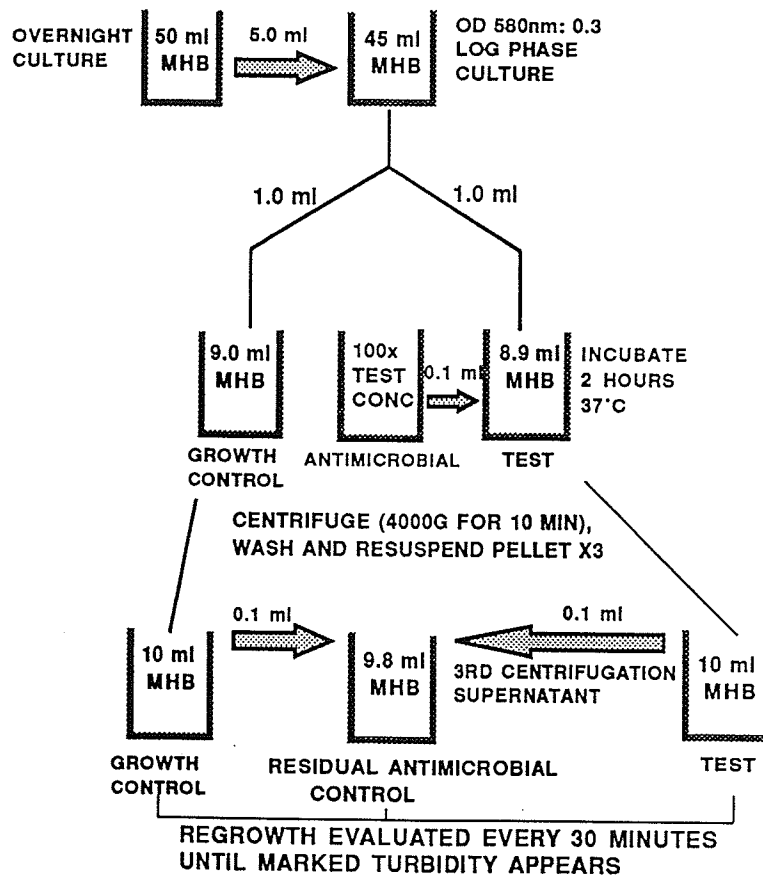 OVERNIGHT
CULTURE
50 ml
MHB
5.0 ml
45 ml
MHB
OD 580nm: 0.3
LOG PHASE
CULTURE
1.0 ml
1.0 ml
9.0 ml
MHB
GROWTH
CONTROL
100x
TEST
CONC
ANTIMICROBIAL
0.1 ml
8.9 ml
MHB
TEST
INCUBATE
2 HOURS
37°C
CENTRIFUGE (4000G FOR 10 MIN),
WASH AND RESUSPEND PELLET X3
10 ml
MHB
GROWTH
CONTROL
0.1 ml
9.8 ml
MHB
RESIDUAL ANTIMICROBIAL
CONTROL
0.1 ml
3RD CENTRIFUGATION
SUPERNATANT
10 ml
MHB
TEST
REGROWTH EVALUATED EVERY 30 MINUTES
UNTIL MARKED TURBIDITY APPEARS